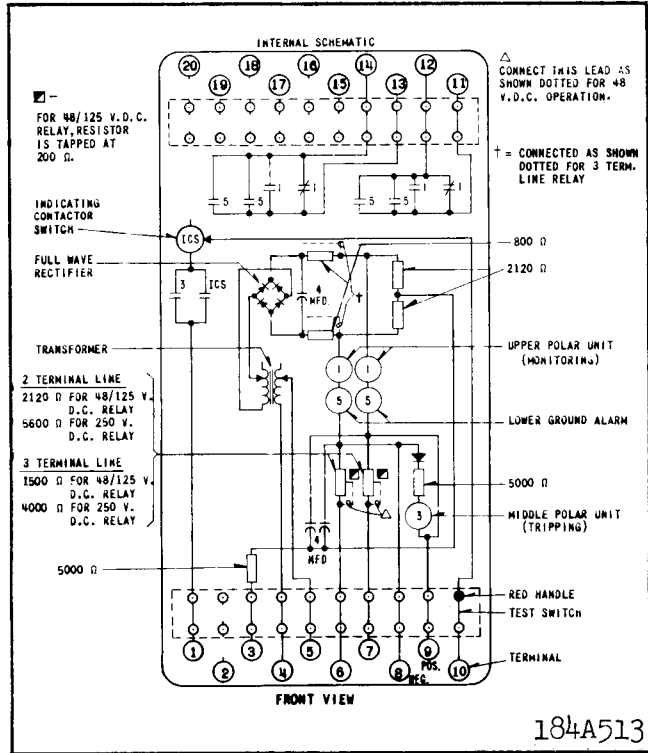 INTERNAL SCHEMATIC
20 18 16 14 12
19 17 15 13 11
FOR 48/125 V.D.C.
RELAY, RESISTOR
IS TAPPED AT
200 Ω.
△
CONNECT THIS LEAD AS
SHOWN DOTTED FOR 48
V.D.C. OPERATION.
† = CONNECTED AS SHOWN
DOTTED FOR 3 TERM.
LINE RELAY
5 5 1 1 5 5 1 1
INDICATING
CONTACTOR
SWITCH
ICS
3 ICS
FULL WAVE
RECTIFIER
4
MFD.
†
800 Ω
2120 Ω
TRANSFORMER
1 1
UPPER POLAR UNIT
(MONITORING)
5 5
LOWER GROUND ALARM
2 TERMINAL LINE
2120 Ω FOR 48/125 V.
D.C. RELAY
5600 Ω FOR 250 V.
D.C. RELAY
3 TERMINAL LINE
1500 Ω FOR 48/125 V.
D.C. RELAY
4000 Ω FOR 250 V.
D.C. RELAY
5000 Ω
3
MIDDLE POLAR UNIT
(TRIPPING)
△
4
MFD
5000 Ω
RED HANDLE
TEST SWITCH
TERMINAL
1 3 5 7 9 POS.
2 4 6 8 NEG. 10
FRONT VIEW
184A513